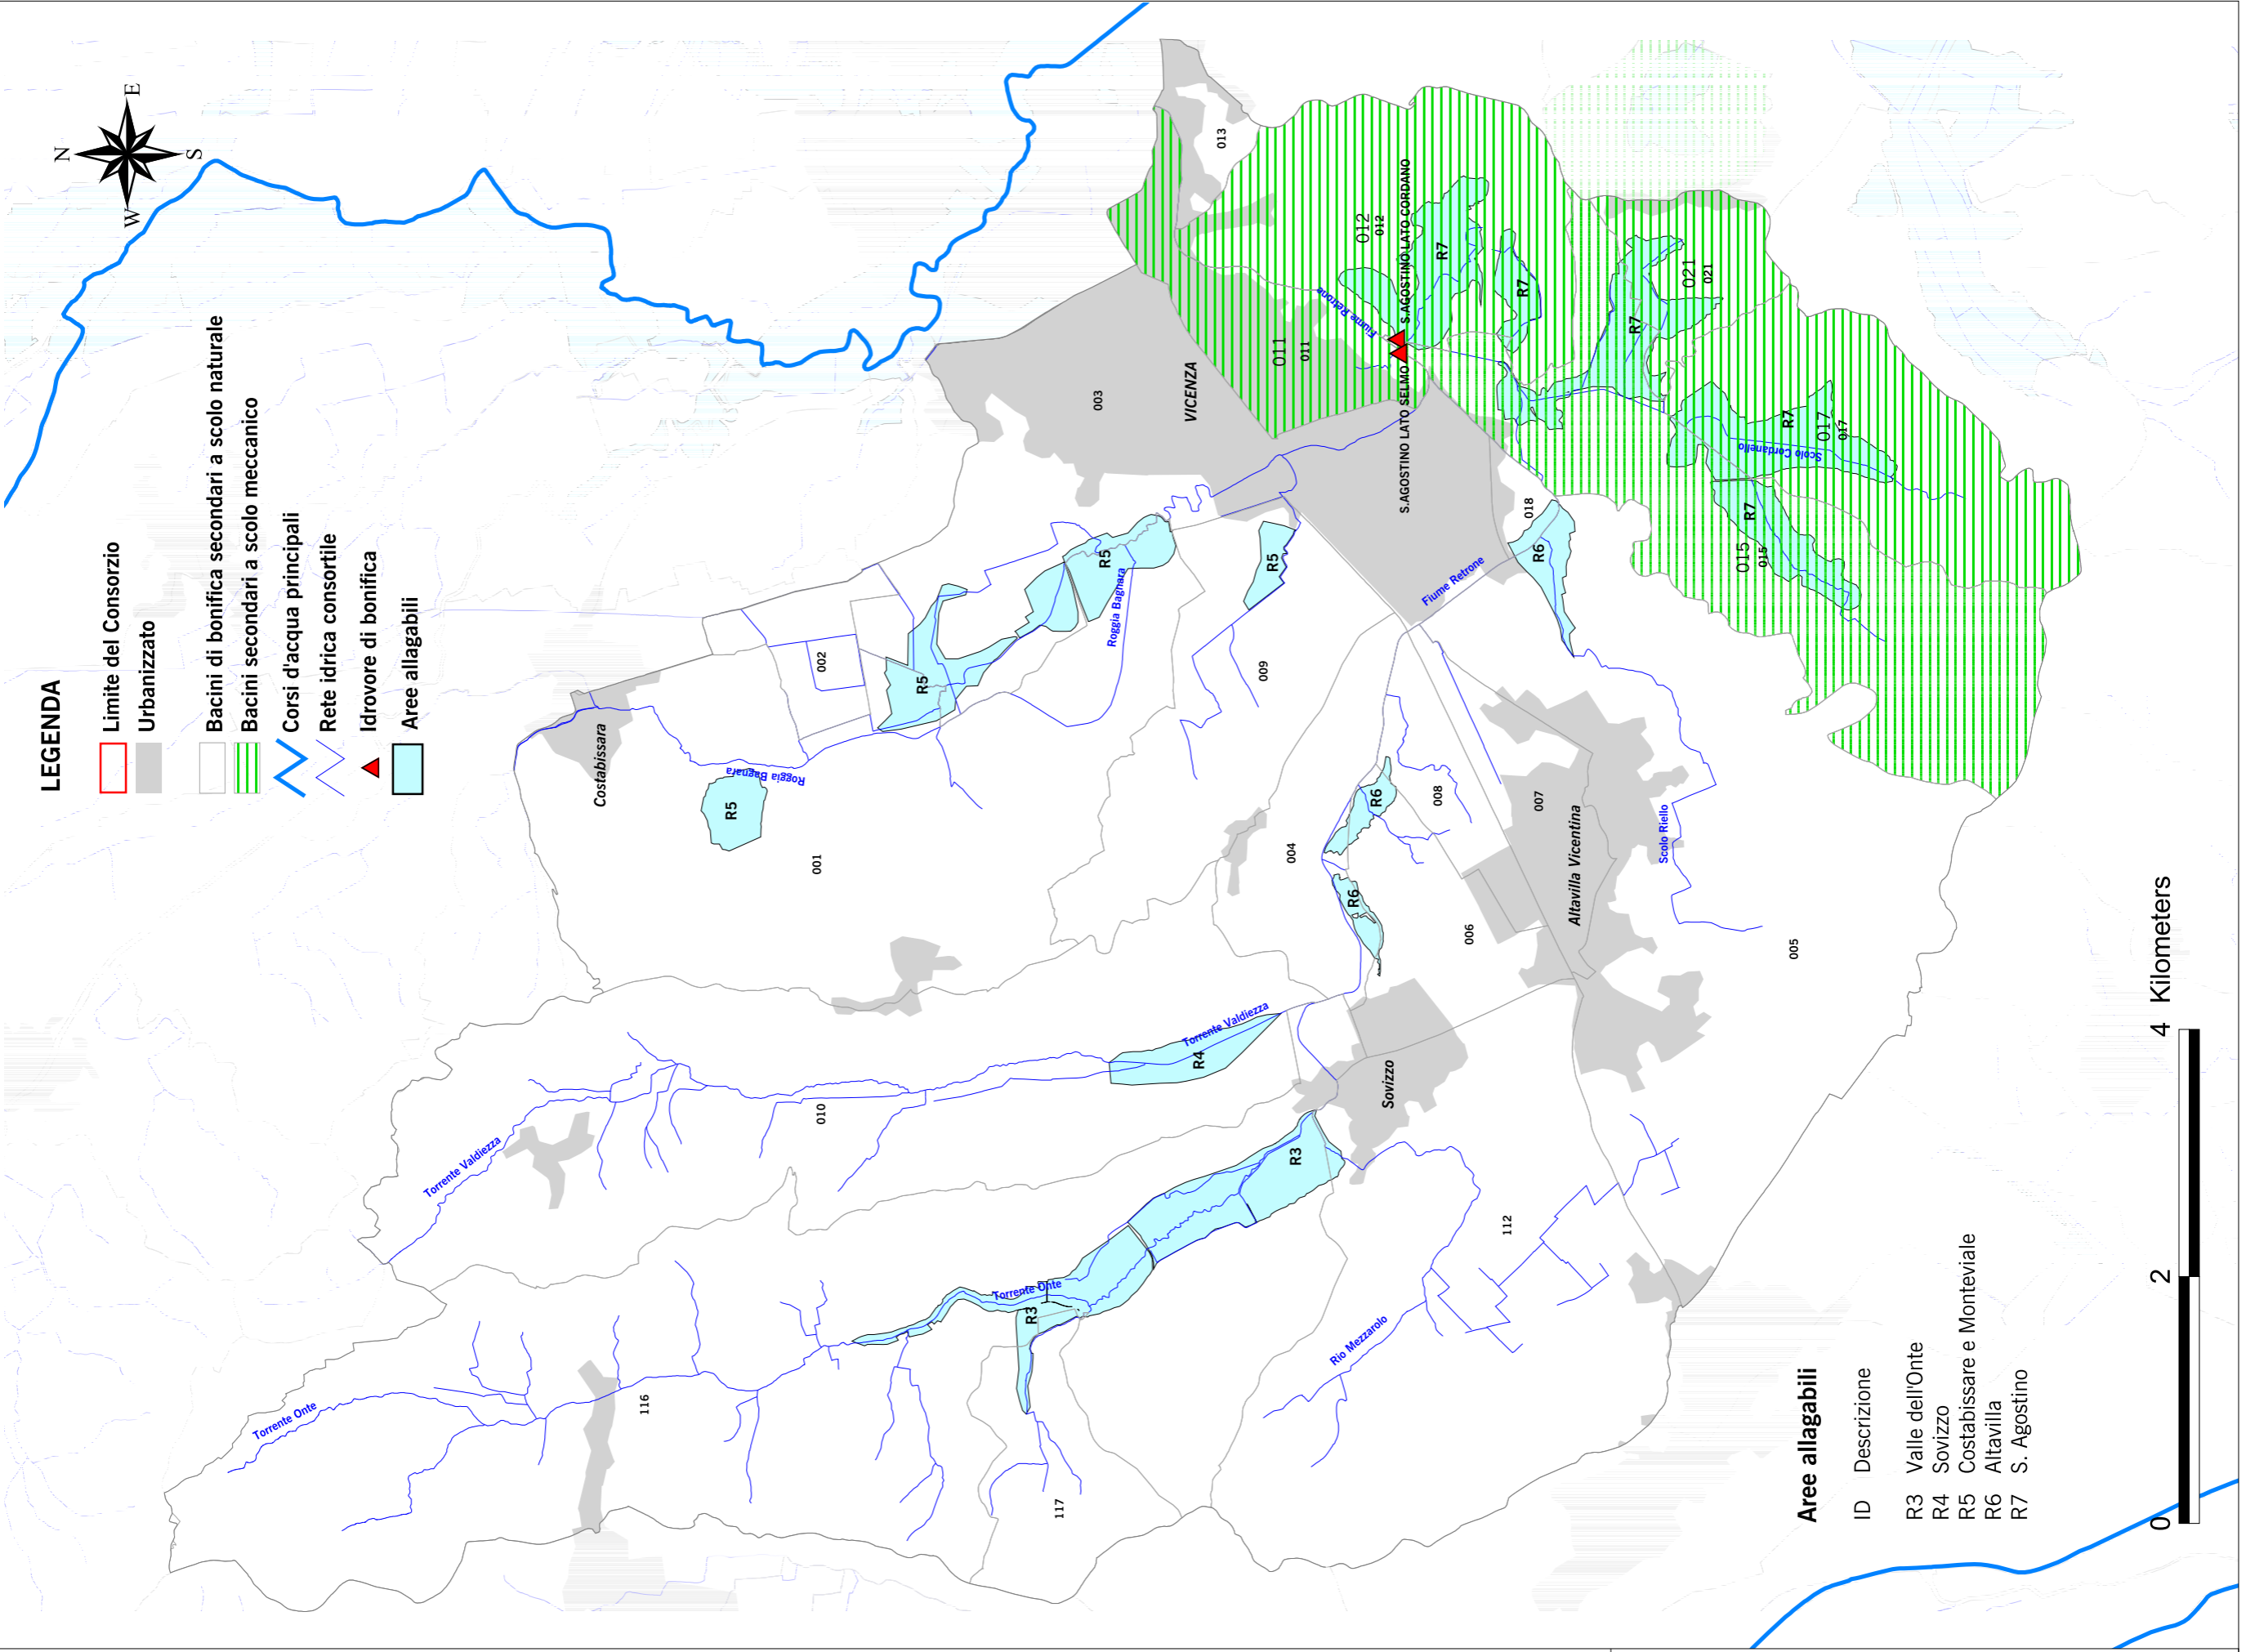 LEGENDA
Limite del Consorzio
Urbanizzato
Bacini di bonifica secondari a scolo naturale
Bacini secondari a scolo meccanico
Corsi d'acqua principali
Rete idrica consortile
Idrovore di bonifica
Aree allagabili
N
E
S
W
Torrente Onte
116
117
Torrente Onte
R3
R3
Rio Mezzarolo
112
Torrente Valdiezza
010
Torrente Valdiezza
R4
Sovizzo
Costabissara
Roggia Bagnara
R5
001
002
R5
R5
Roggia Bagnara
R5
009
004
R6
R6
008
006
007
Altavilla Vicentina
Scolo Riello
005
003
VICENZA
Fiume Retrone
R6
018
013
012
012
011
011
Fiume Retrone
S.AGOSTINO LATO CORDANO
S.AGOSTINO LATO SELMO
R7
R7
R7
021
021
R7
017
017
Scolo Cordanello
R7
015
015
Aree allagabili
ID Descrizione
R3 Valle dell'Onte
R4 Sovizzo
R5 Costabissare e Monteviale
R6 Altavilla
R7 S. Agostino
0 2 4 Kilometers